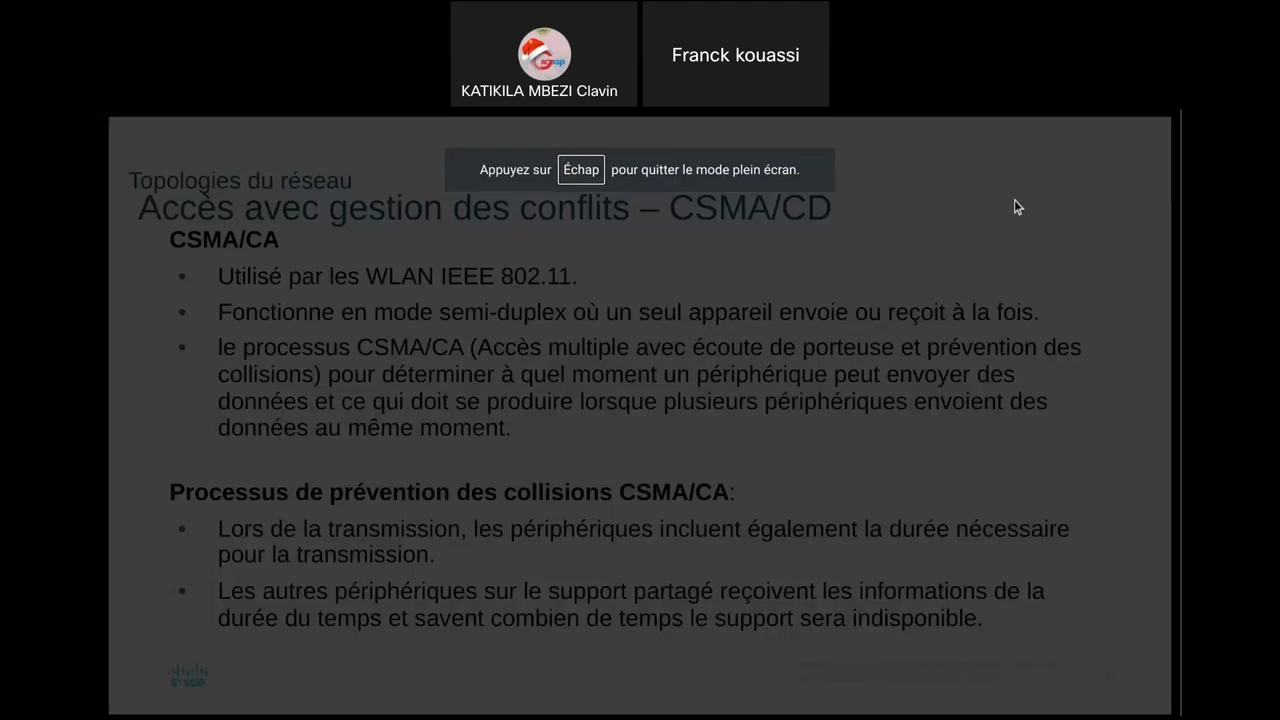 KATIKILA MBEZI Clavin
Franck kouassi
Appuyez sur Échap pour quitter le mode plein écran.
Topologies du réseau
Accès avec gestion des conflits – CSMA/CD
CSMA/CA
• Utilisé par les WLAN IEEE 802.11.
• Fonctionne en mode semi-duplex où un seul appareil envoie ou reçoit à la fois.
• le processus CSMA/CA (Accès multiple avec écoute de porteuse et prévention des
collisions) pour déterminer à quel moment un périphérique peut envoyer des
données et ce qui doit se produire lorsque plusieurs périphériques envoient des
données au même moment.
Processus de prévention des collisions CSMA/CA:
• Lors de la transmission, les périphériques incluent également la durée nécessaire
pour la transmission.
• Les autres périphériques sur le support partagé reçoivent les informations de la
durée du temps et savent combien de temps le support sera indisponible.